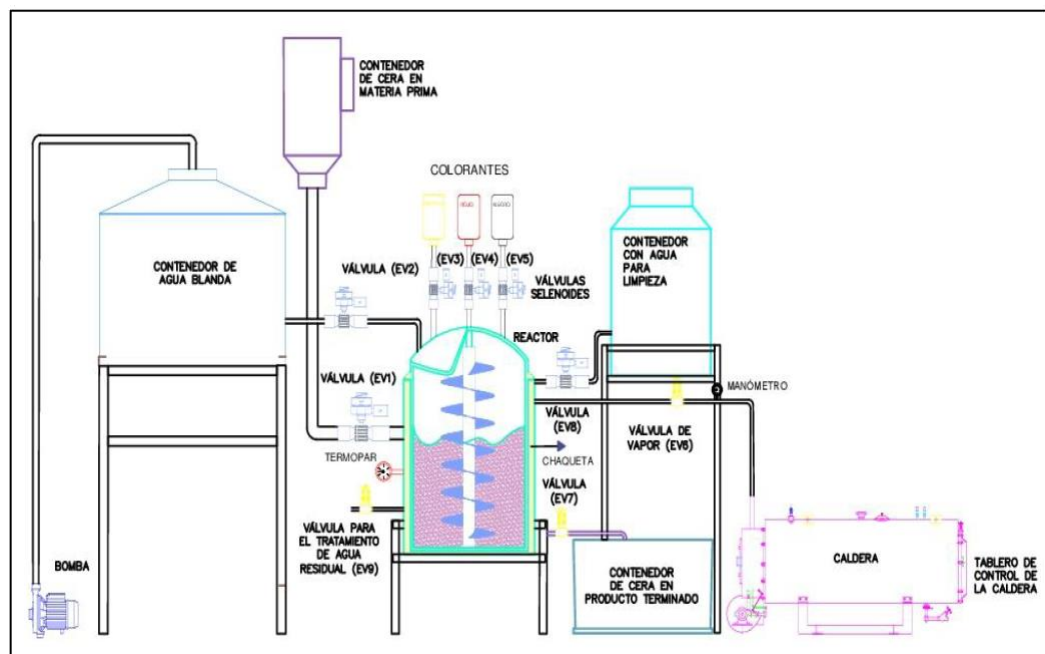 CONTENEDOR
DE CERA EN
MATERIA PRIMA
COLORANTES
ROJO
NEGRO
CONTENEDOR DE
AGUA BLANDA
VÁLVULA (EV2)
(EV3)
(EV4)
(EV5)
VÁLVULAS
SELENOIDES
CONTENEDOR
CON AGUA
PARA
LIMPIEZA
REACTOR
VÁLVULA (EV1)
MANÓMETRO
VÁLVULA
(EV8)
VÁLVULA DE
VAPOR (EV6)
TERMOPAR
CHAQUETA
VÁLVULA
(EV7)
VÁLVULA PARA
EL TRATAMIENTO
DE AGUA
RESIDUAL (EV9)
BOMBA
CONTENEDOR
DE CERA EN
PRODUCTO TERMINADO
CALDERA
TABLERO DE
CONTROL DE
LA CALDERA